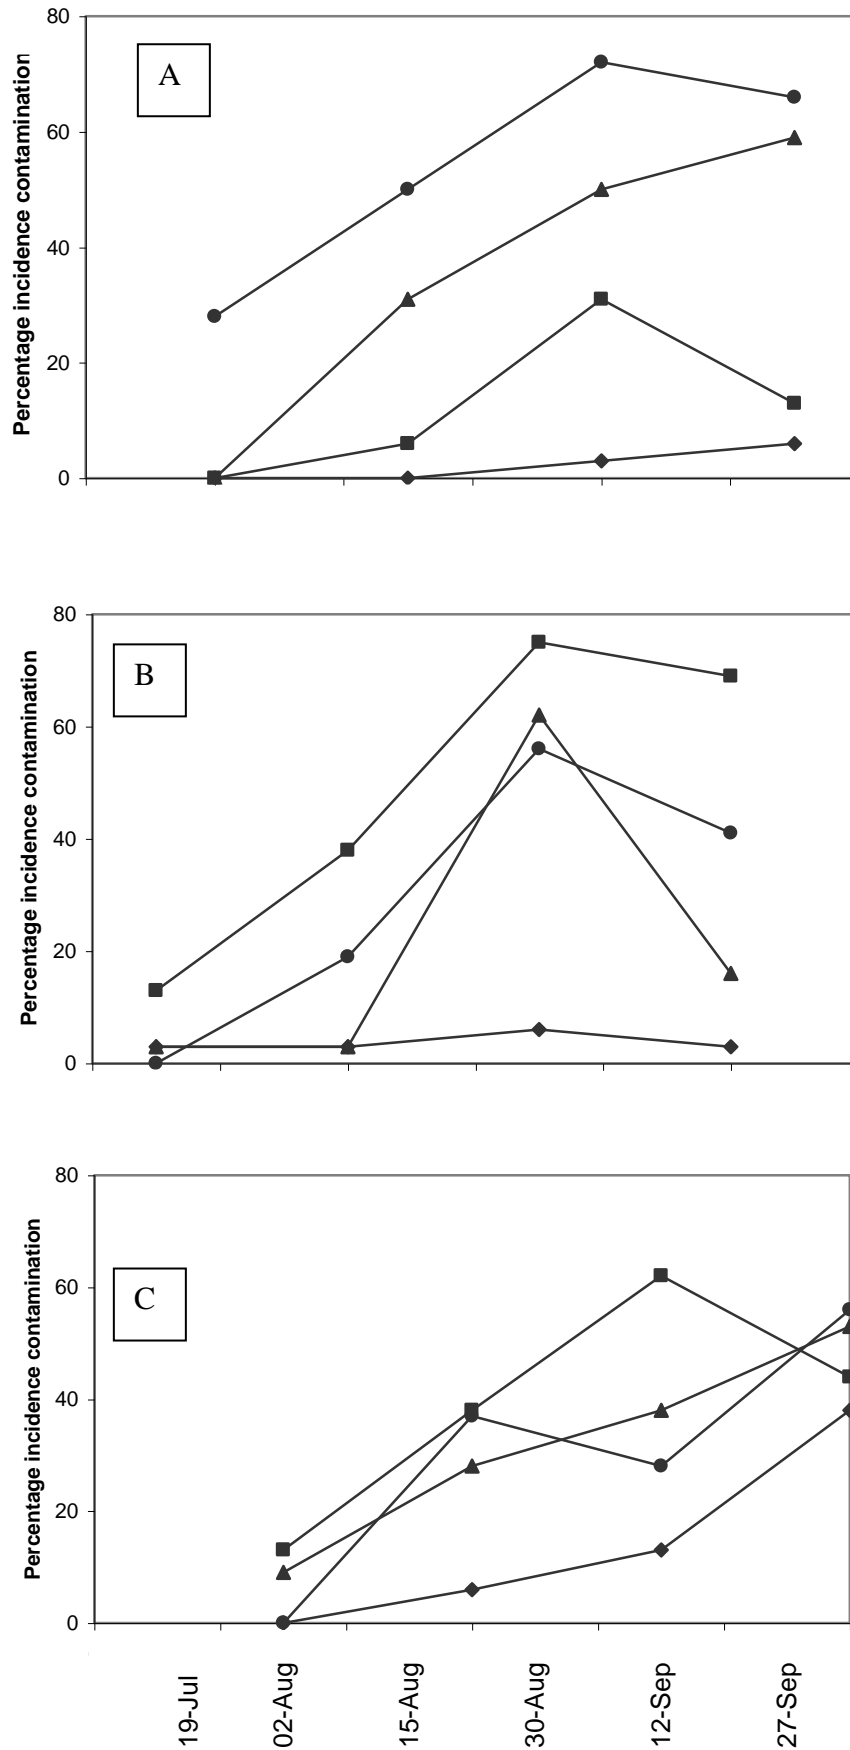 A
Percentage incidence contamination
80
60
40
20
0
B
Percentage incidence contamination
80
60
40
20
0
C
Percentage incidence contamination
80
60
40
20
0
19-Jul
02-Aug
15-Aug
30-Aug
12-Sep
27-Sep